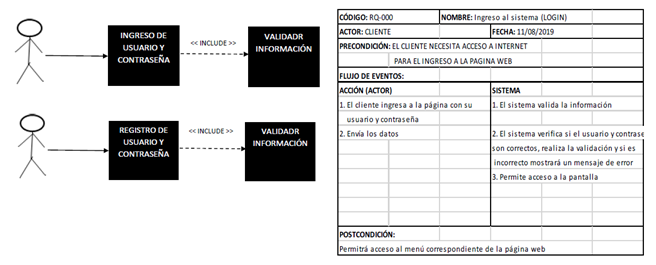 INGRESO DE
USUARIO Y
CONTRASEÑA
<< INCLUDE >>
VALIDADR
INFORMACIÓN
REGISTRO DE
USUARIO Y
CONTRASEÑA
<< INCLUDE >>
VALIDADR
INFORMACIÓN
CÓDIGO: RQ-000 NOMBRE: Ingreso al sistema (LOGIN)
ACTOR: CLIENTE FECHA: 11/08/2019
PRECONDICIÓN: EL CLIENTE NECESITA ACCESO A INTERNET
PARA EL INGRESO A LA PAGINA WEB
FLUJO DE EVENTOS:
ACCIÓN (ACTOR) SISTEMA
1. El cliente ingresa a la página con su 1. El sistema valida la información
usuario y contraseña
2. Envía los datos 2. El sistema verifica si el usuario y contrase
son correctos, realiza la validación y si es
incorrecto mostrará un mensaje de error
3. Permite acceso a la pantalla
POSTCONDICIÓN:
Permitrá acceso al menú correspondiente de la página web